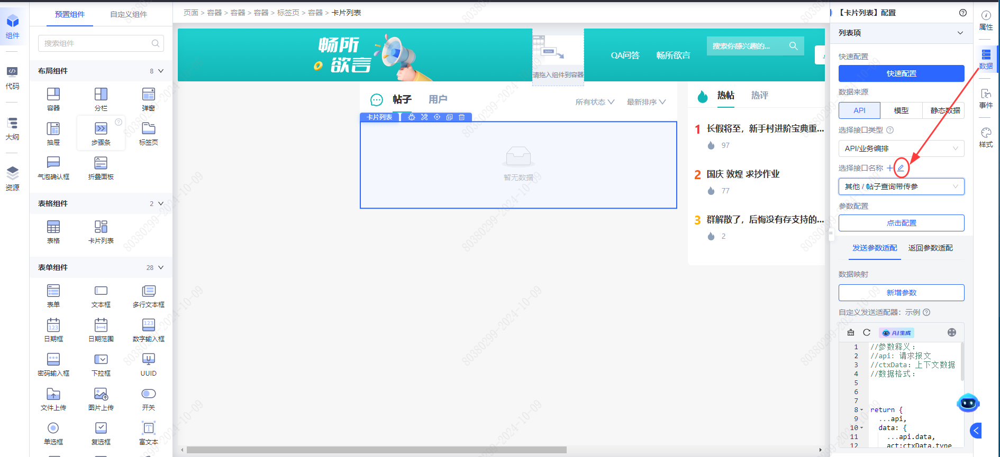 组件
代码
大纲
资源
预置组件
自定义组件
搜索组件
布局组件 8
容器
分栏
弹窗
抽屉
步骤条
标签页
气泡确认框
折叠面板
表格组件 2
表格
卡片列表
表单组件 28
表单
文本框
多行文本框
日期框
日期范围
数字输入框
密码输入框
下拉框
UUID
文件上传
图片上传
开关
单选框
复选框
富文本
页面 > 容器 > 容器 > 容器 > 标签页 > 容器 > 卡片列表
畅所
欲言
请拖入组件到容器
QA问答
畅所欲言
搜索你感兴趣的...
帖子
用户
所有状态
最新排序
卡片列表
暂无数据
热帖
热评
1 长假将至，新手村进阶宝典重...
97
2 国庆 敦煌 求抄作业
77
3 群解散了，后悔没有存支持的...
2
【卡片列表】配置
列表项
快速配置
快速配置
数据来源
API
模型
静态数据
选择接口类型
API/业务编排
选择接口名称
其他 / 帖子查询带传参
参数配置
点击配置
发送参数适配
返回参数适配
数据映射
新增参数
自定义发送适配器：示例
AI生成
1 //参数释义：
2 //api: 请求报文
3 //ctxData: 上下文数据
4 //数据格式：
5
6
7
8 return {
9 ...api,
10 data: {
11 ...api.data,
12 act:ctxData.type
属性
数据
事件
样式
80380299-2024-10-09